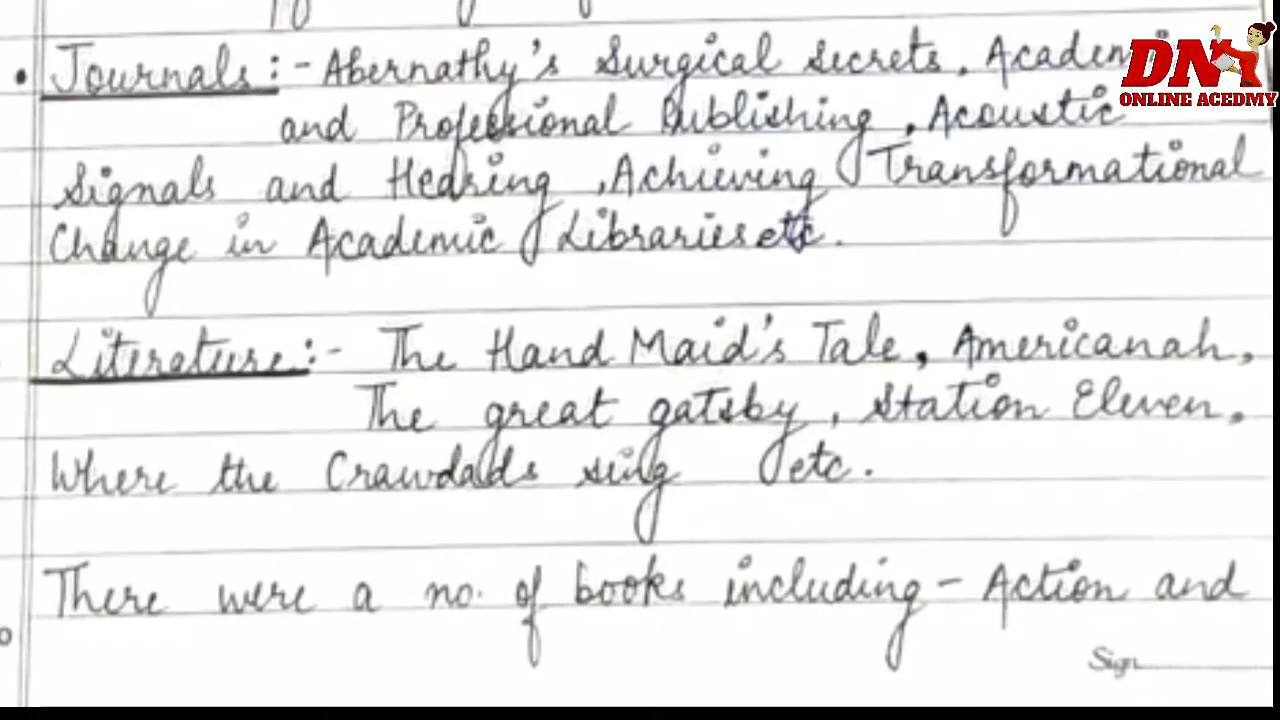 • Journals:- Abernathy's Surgical Secrets, Academic
and Professional Publishing, Acoustic
Signals and Hearing, Achieving Transformational
Change in Academic Libraries etc.
Literature:- The Hand Maid's Tale, Americanah,
The great gatsby, Station Eleven,
Where the Crawdads sing etc.
There were a no. of books including - Action and
Sign
DN
ONLINE ACEDMY